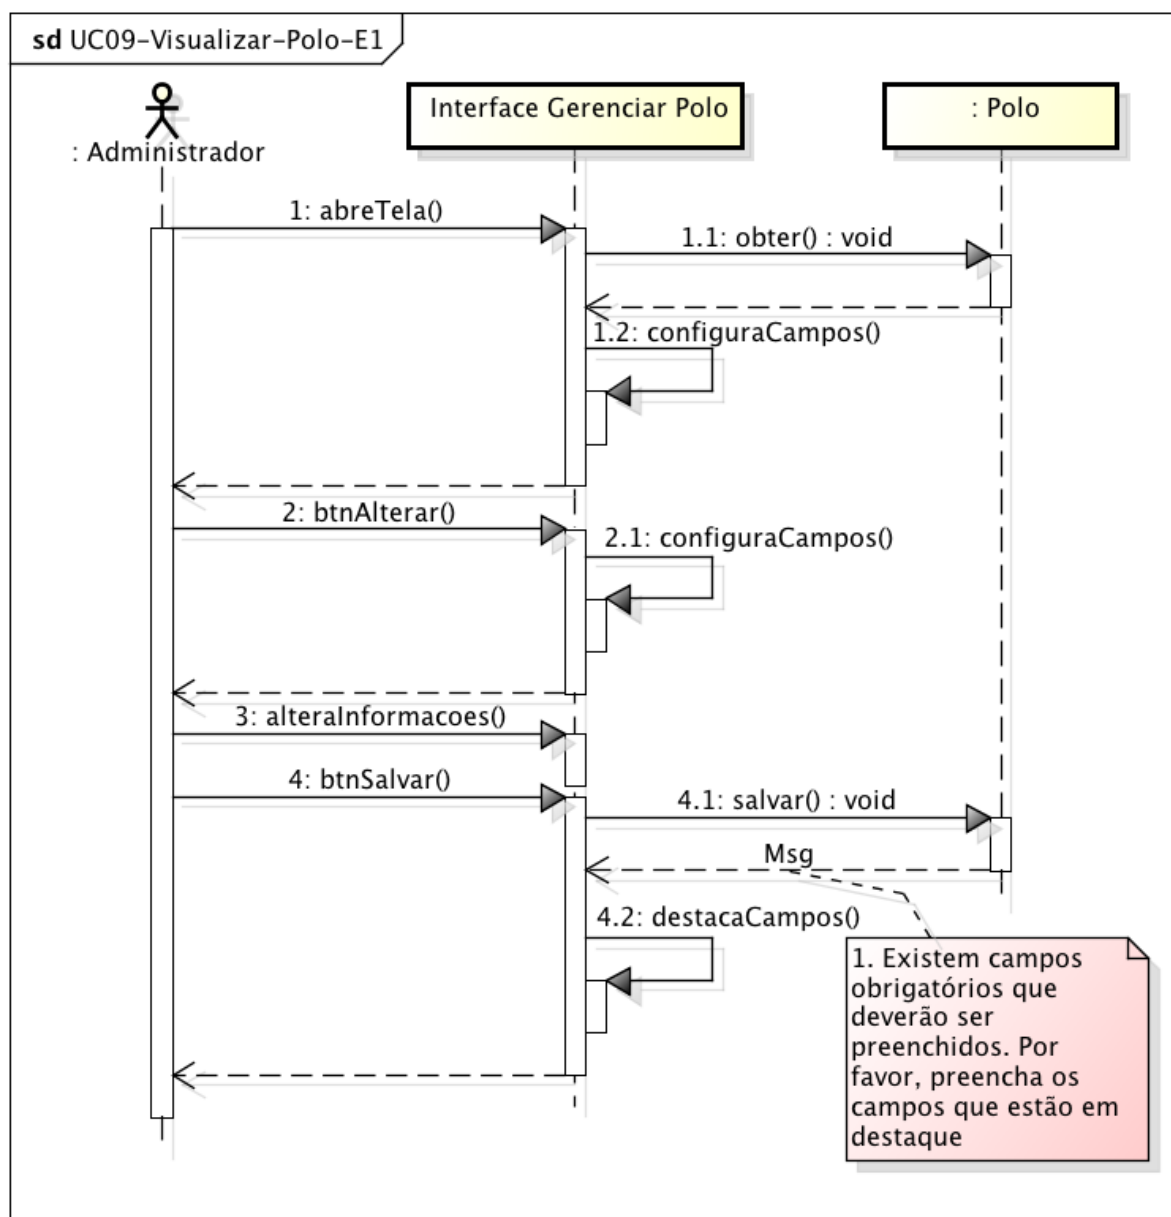 sd UC09-Visualizar-Polo-E1
: Administrador
Interface Gerenciar Polo
: Polo
1: abreTela()
1.1: obter() : void
1.2: configuraCampos()
2: btnAlterar()
2.1: configuraCampos()
3: alteraInformacoes()
4: btnSalvar()
4.1: salvar() : void
Msg
4.2: destacaCampos()
1. Existem campos
obrigatórios que
deverão ser
preenchidos. Por
favor, preencha os
campos que estão em
destaque